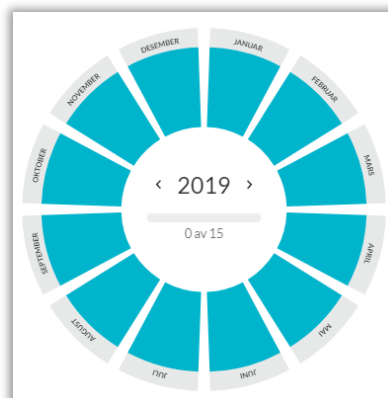 JANUAR
FEBRUAR
MARS
APRIL
MAI
JUNI
JULI
AUGUST
SEPTEMBER
OKTOBER
NOVEMBER
DESEMBER
‹ 2019 ›
0 av 15